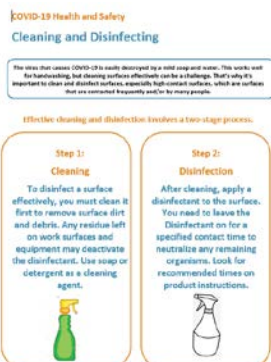 COVID-19 Health and Safety
Cleaning and Disinfecting
The virus that causes COVID-19 is easily destroyed by a mild soap and water. This works well
for handwashing, but cleaning surfaces effectively can be a challenge. That's why it's
important to clean and disinfect surfaces, especially high-contact surfaces, which are surfaces
that are contacted frequently and/or by many people.
Effective cleaning and disinfection involves a two-stage process.
Step 1:
Cleaning
To disinfect a surface
effectively, you must clean it
first to remove surface dirt
and debris. Any residue left
on work surfaces and
equipment may deactivate
the disinfectant. Use soap or
detergent as a cleaning
agent.
Step 2:
Disinfection
After cleaning, apply a
disinfectant to the surface.
You need to leave the
Disinfectant on for a
specified contact time to
neutralize any remaining
organisms. Look for
recommended times on
product instructions.